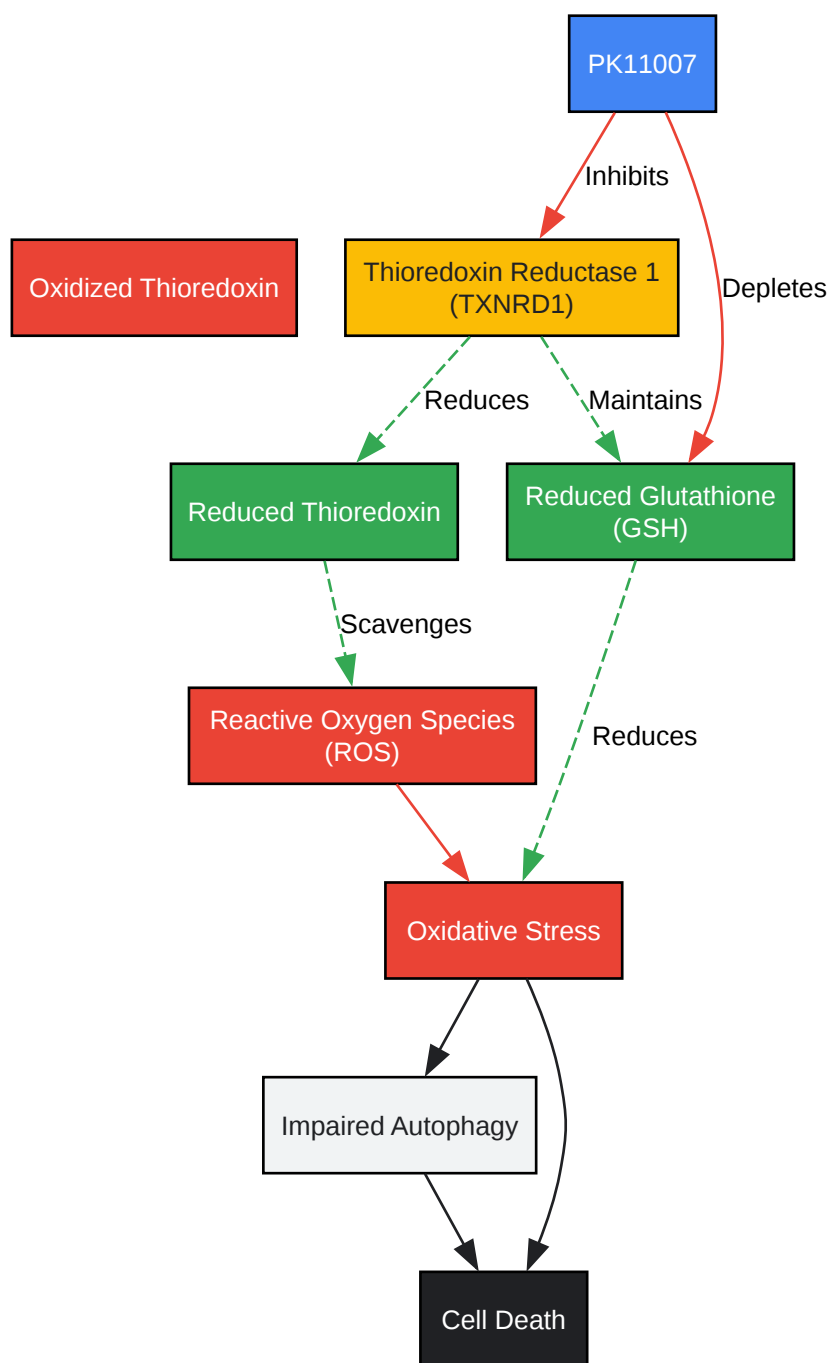 PK11007
Inhibits
Oxidized Thioredoxin
Thioredoxin Reductase 1
(TXNRD1)
Depletes
Reduces
Maintains
Reduced Thioredoxin
Reduced Glutathione
(GSH)
Scavenges
Reactive Oxygen Species
(ROS)
Reduces
Oxidative Stress
Impaired Autophagy
Cell Death